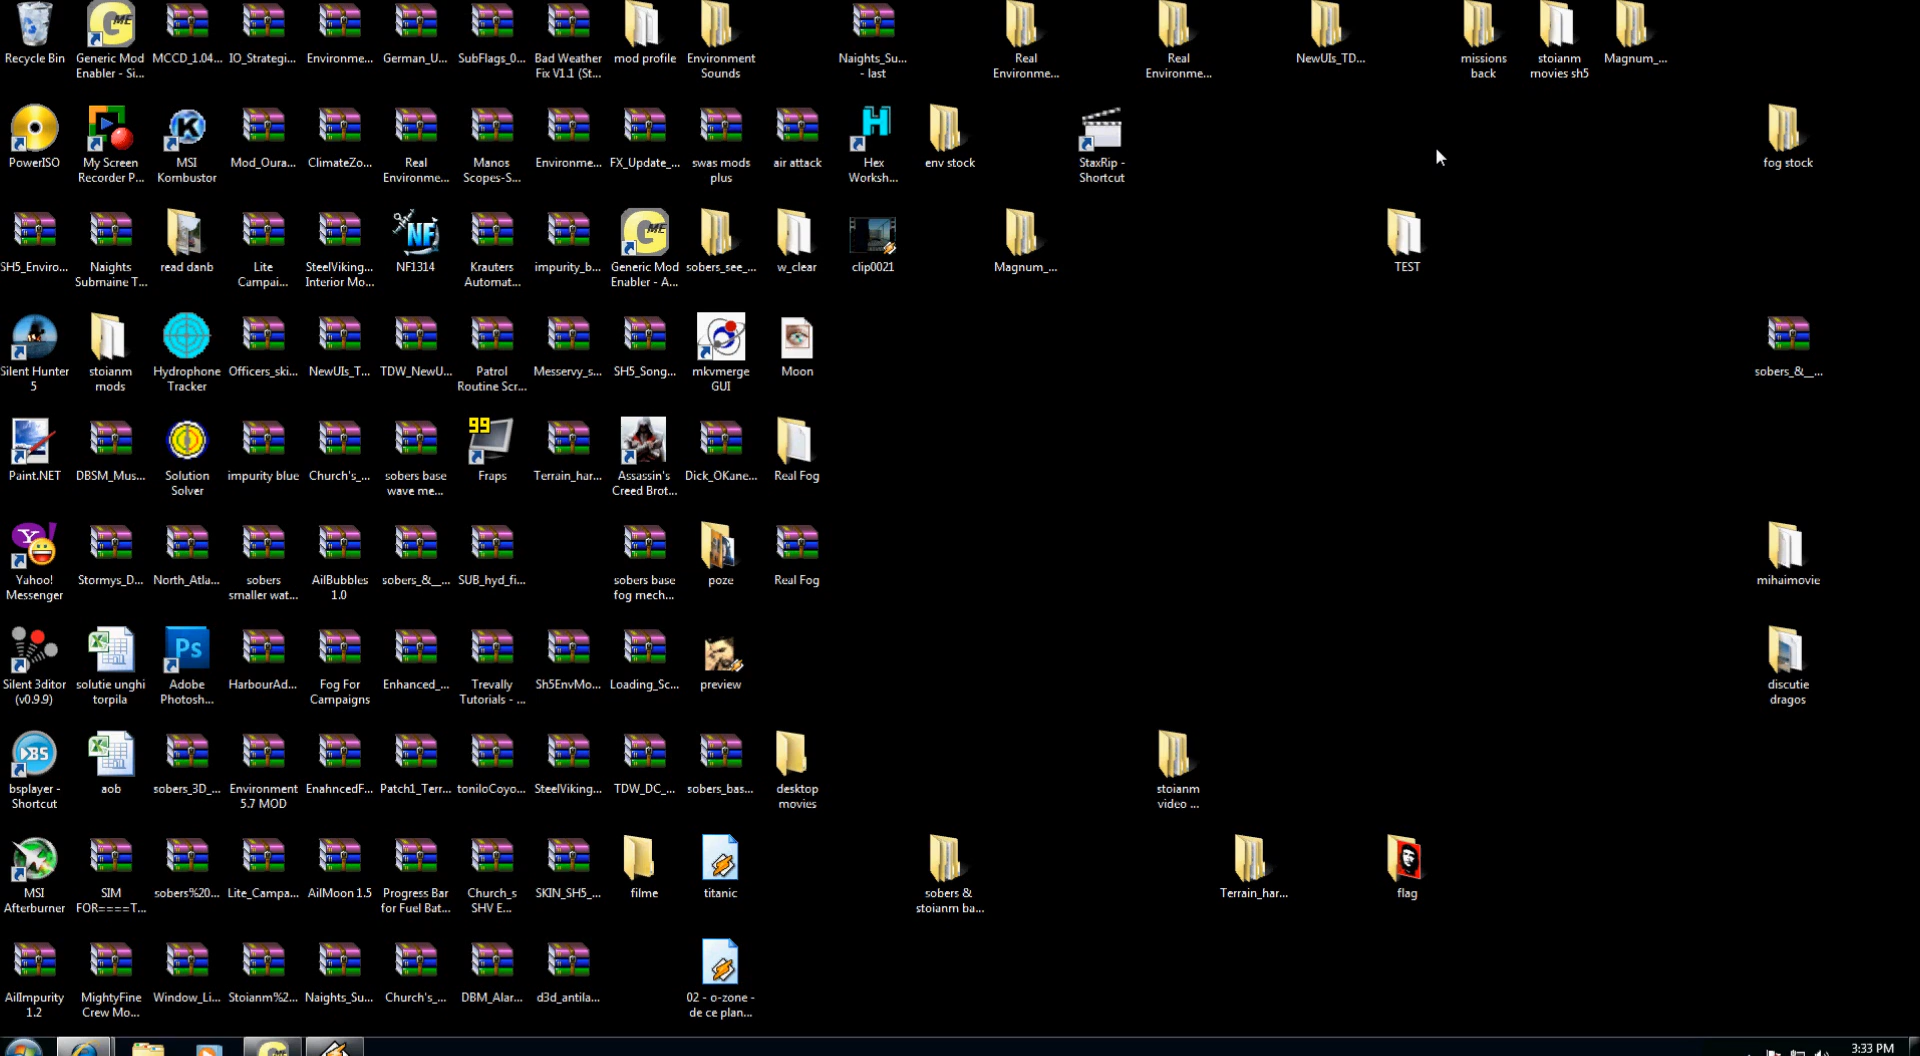 Recycle Bin
Generic Mod
Enabler - Si...
MCCD_1.04...
IO_Strategi...
Environme...
German_U...
SubFlags_0...
Bad Weather
Fix V1.1 (St...
mod profile
Environment
Sounds
Naights_Su...
- last
Real
Environme...
Real
Environme...
NewUIs_TD...
missions
back
stoianm
movies sh5
Magnum_...
PowerISO
My Screen
Recorder P...
MSI
Kombustor
Mod_Oura...
ClimateZo...
Real
Environme...
Manos
Scopes-S...
Environme...
FX_Update_...
swas mods
plus
air attack
Hex
Worksh...
env stock
StaxRip -
Shortcut
fog stock
SH5_Enviro...
Naights
Submaine T...
read danb
Lite
Campai...
SteelViking...
Interior Mo...
NF
NF1314
Krauters
Automat...
impurity_b...
Generic Mod
Enabler - A...
sobers_see_...
w_clear
clip0021
Magnum_...
TEST
Silent Hunter
5
stoianm
mods
Hydrophone
Tracker
Officers_ski...
NewUIs_T...
TDW_NewU...
Patrol
Routine Scr...
Messervy_s...
SH5_Song...
mkvmerge
GUI
Moon
sobers_&__...
Paint.NET
DBSM_Mus...
Solution
Solver
impurity blue
Church's_...
sobers base
wave me...
99
Fraps
Terrain_har...
Assassin's
Creed Brot...
Dick_OKane...
Real Fog
Yahoo!
Messenger
Stormys_D...
North_Atla...
sobers
smaller wat...
AilBubbles
1.0
sobers_&__...
SUB_hyd_fi...
sobers base
fog mech...
poze
Real Fog
mihaimovie
Silent 3ditor
(v0.9.9)
solutie unghi
torpila
Ps
Adobe
Photosh...
HarbourAd...
Fog For
Campaigns
Enhanced_...
Trevally
Tutorials - ...
Sh5EnvMo...
Loading_Sc...
preview
discutie
dragos
BS
bsplayer -
Shortcut
aob
sobers_3D_...
Environment
5.7 MOD
EnahncedF...
Patch1_Terr...
toniloCoyo...
SteelViking...
TDW_DC_...
sobers_bas...
desktop
movies
stoianm
video ...
MSI
Afterburner
SIM
FOR====T...
sobers%20...
Lite_Campa...
AilMoon 1.5
Progress Bar
for Fuel Bat...
Church_s
SHV E...
SKIN_SH5_...
filme
titanic
sobers &
stoianm ba...
Terrain_har...
flag
AilImpurity
1.2
MightyFine
Crew Mo...
Window_Li...
Stoianm%2...
Naights_Su...
Church's_...
DBM_Alar...
d3d_antila...
02 - o-zone -
de ce plan...
3:33 PM